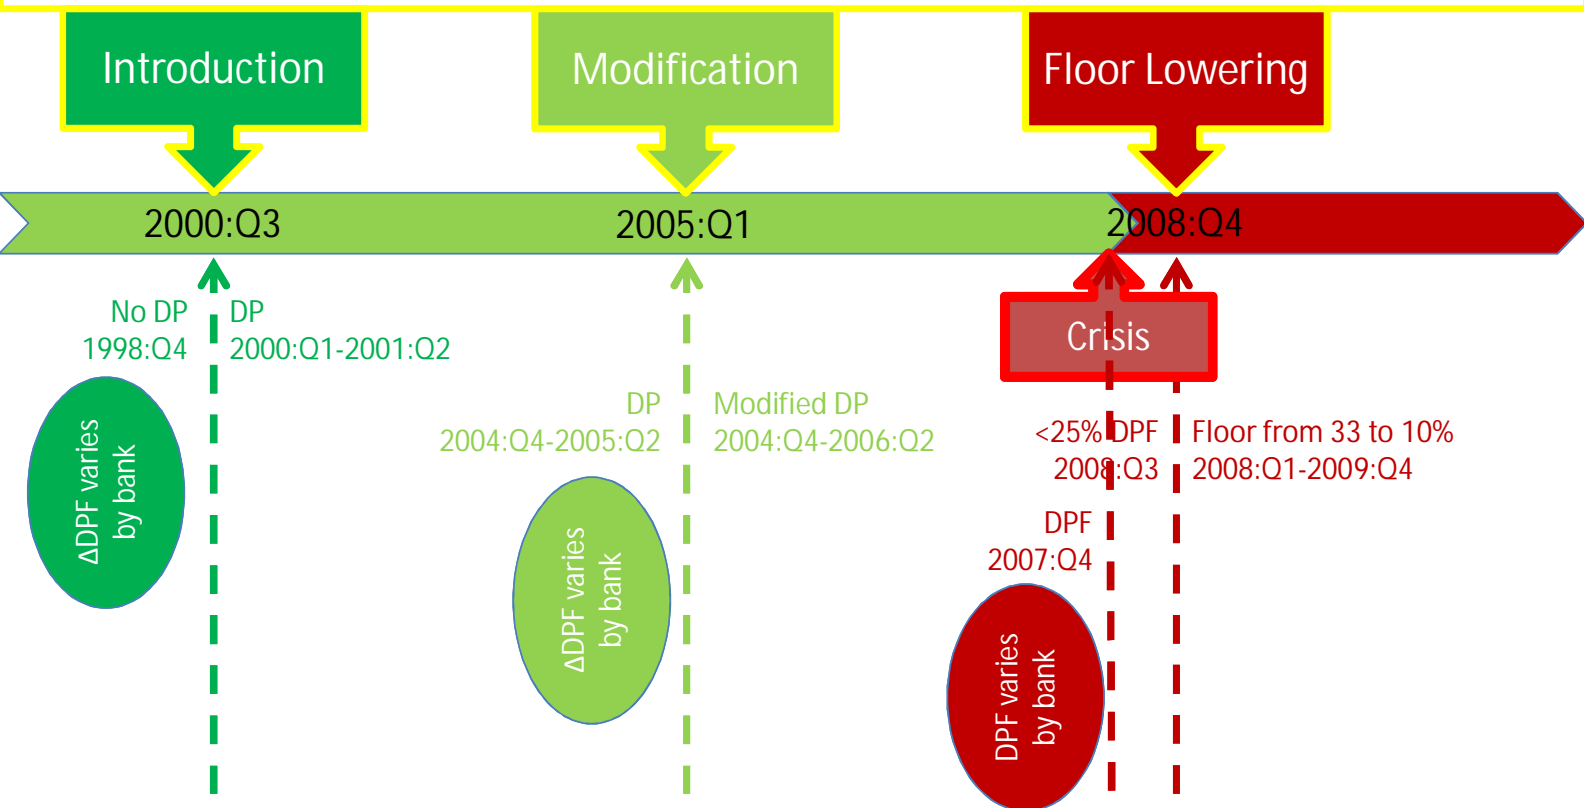 Introduction
Modification
Floor Lowering
2000:Q3
2005:Q1
2008:Q4
No DP
1998:Q4
DP
2000:Q1-2001:Q2
ΔDPF varies
by bank
DP
2004:Q4-2005:Q2
Modified DP
2004:Q4-2006:Q2
ΔDPF varies
by bank
Crisis
<25% DPF
2008:Q3
Floor from 33 to 10%
2008:Q1-2009:Q4
DPF
2007:Q4
DPF varies
by bank